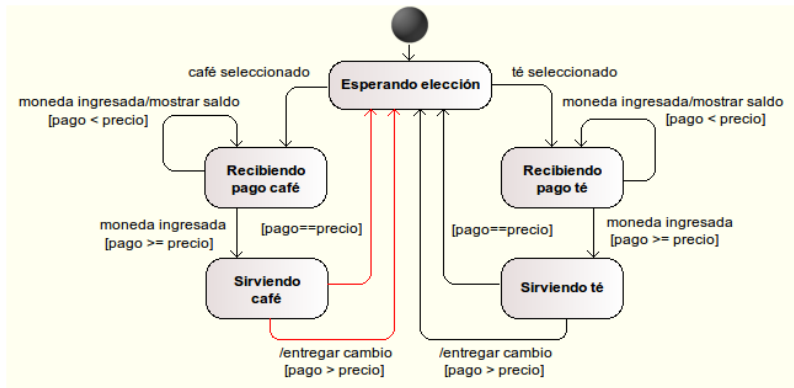 café seleccionado
Esperando elección
té seleccionado
moneda ingresada/mostrar saldo
[pago < precio]
moneda ingresada/mostrar saldo
[pago < precio]
Recibiendo
pago café
Recibiendo
pago té
moneda ingresada
[pago >= precio]
[pago==precio]
[pago==precio]
moneda ingresada
[pago >= precio]
Sirviendo
café
Sirviendo té
/entregar cambio
[pago > precio]
/entregar cambio
[pago > precio]